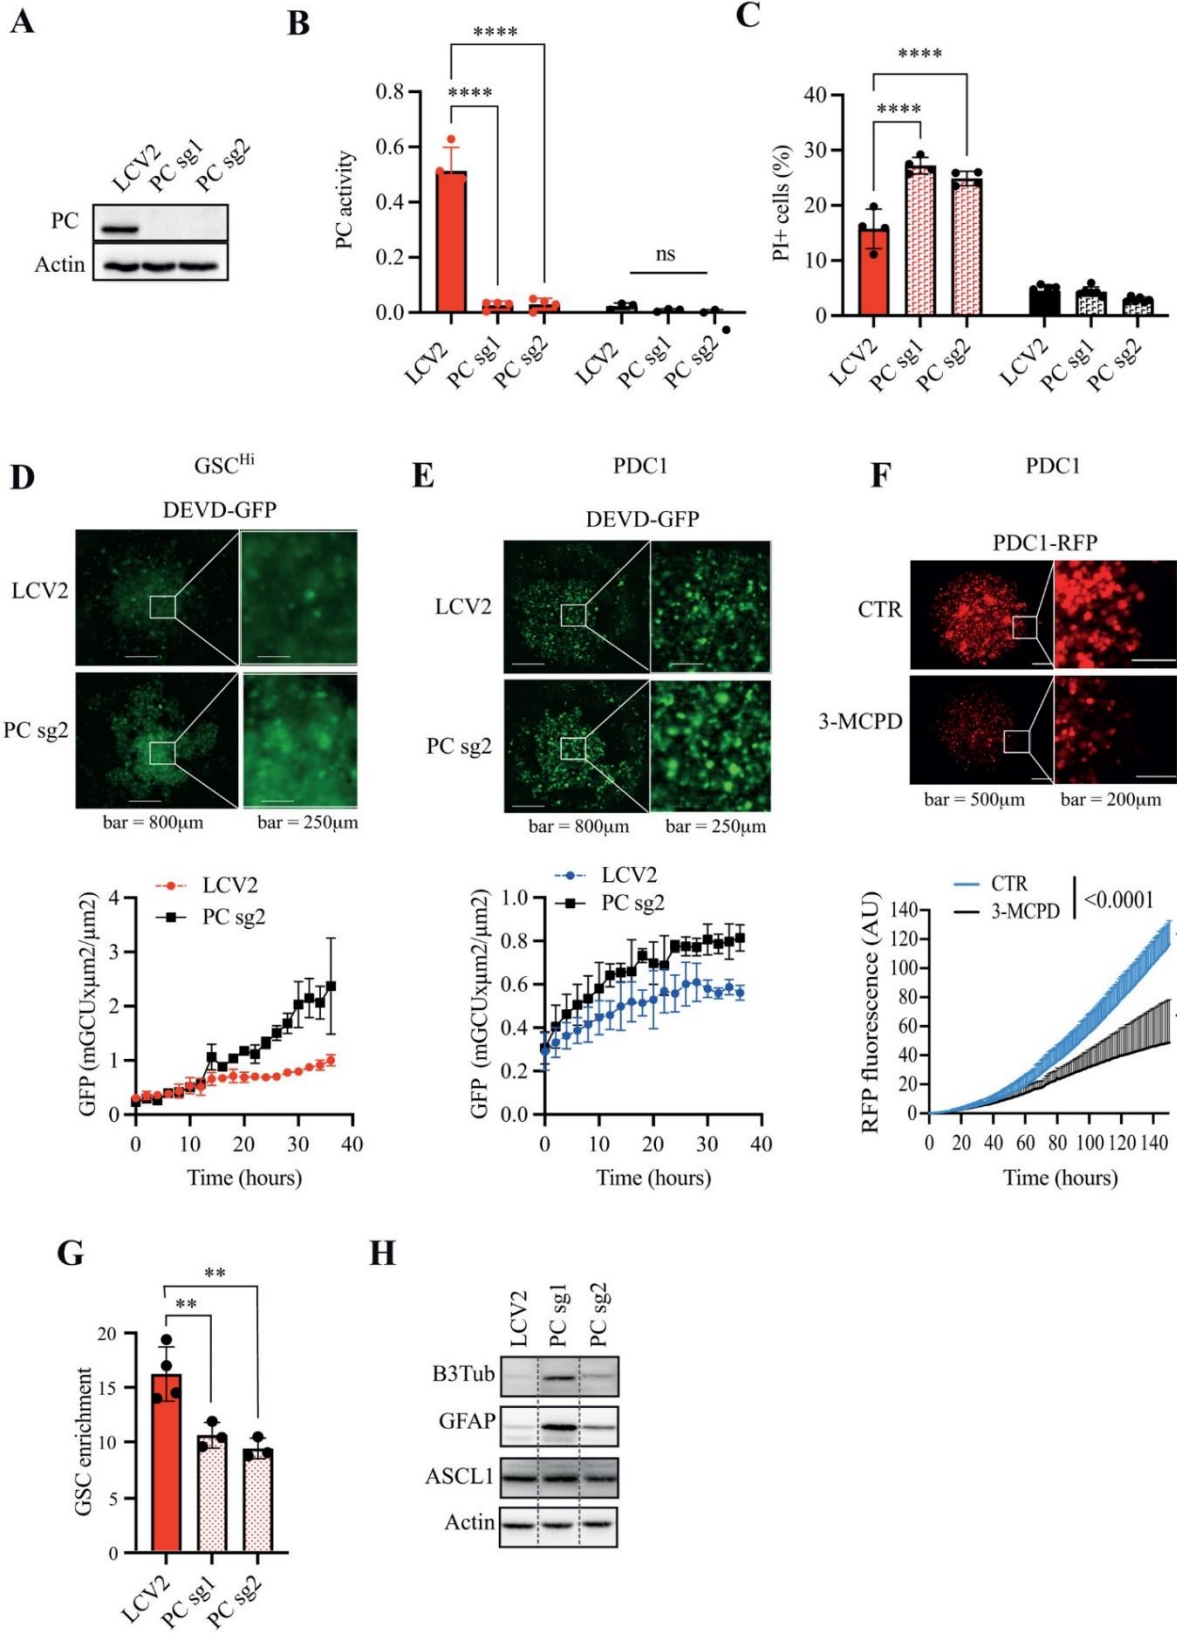 A
LCV2
PC sg1
PC sg2
PC
Actin
B
****
****
ns
PC activity
0.8
0.6
0.4
0.2
0.0
LCV2
PC sg1
PC sg2
LCV2
PC sg1
PC sg2
C
****
****
PI+ cells (%)
40
30
20
10
0
LCV2
PC sg1
PC sg2
LCV2
PC sg1
PC sg2
D
GSCHi
DEVD-GFP
LCV2
PC sg2
bar = 800µm bar = 250µm
LCV2
PC sg2
GFP (mGCUxµm2/µm2)
4
3
2
1
0
0 10 20 30 40
Time (hours)
E
PDC1
DEVD-GFP
LCV2
PC sg2
bar = 800µm bar = 250µm
LCV2
PC sg2
GFP (mGCUxµm2/µm2)
1.0
0.8
0.6
0.4
0.2
0.0
0 10 20 30 40
Time (hours)
F
PDC1
PDC1-RFP
CTR
3-MCPD
bar = 500µm bar = 200µm
CTR
3-MCPD
<0.0001
RFP fluorescence (AU)
140
120
100
80
60
40
20
0
0 20 40 60 80 100 120 140
Time (hours)
G
**
**
GSC enrichment
20
15
10
5
0
LCV2
PC sg1
PC sg2
H
LCV2
PC sg1
PC sg2
B3Tub
GFAP
ASCL1
Actin